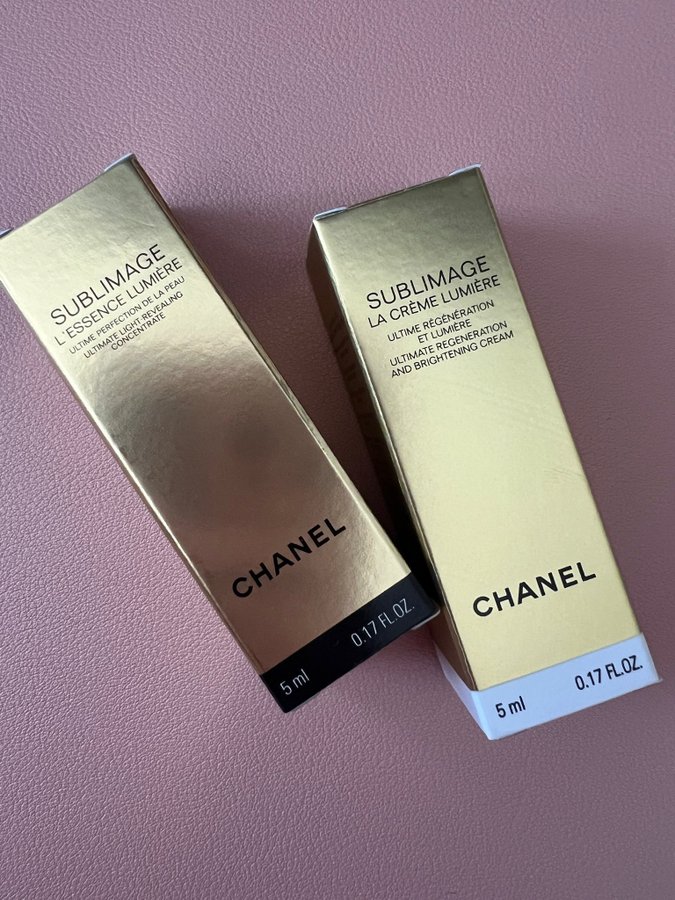 SUBLIMAGE
L'ESSENCE LUMIÈRE
ULTIME PERFECTION DE LA PEAU
ULTIMATE LIGHT-REVEALING
CONCENTRATE
CHANEL
5 ml 0.17 FL.OZ.
SUBLIMAGE
LA CRÈME LUMIÈRE
ULTIME RÉGÉNÉRATION
ET LUMIÈRE
ULTIMATE REGENERATION
AND BRIGHTENING CREAM
CHANEL
5 ml 0.17 FL.OZ.